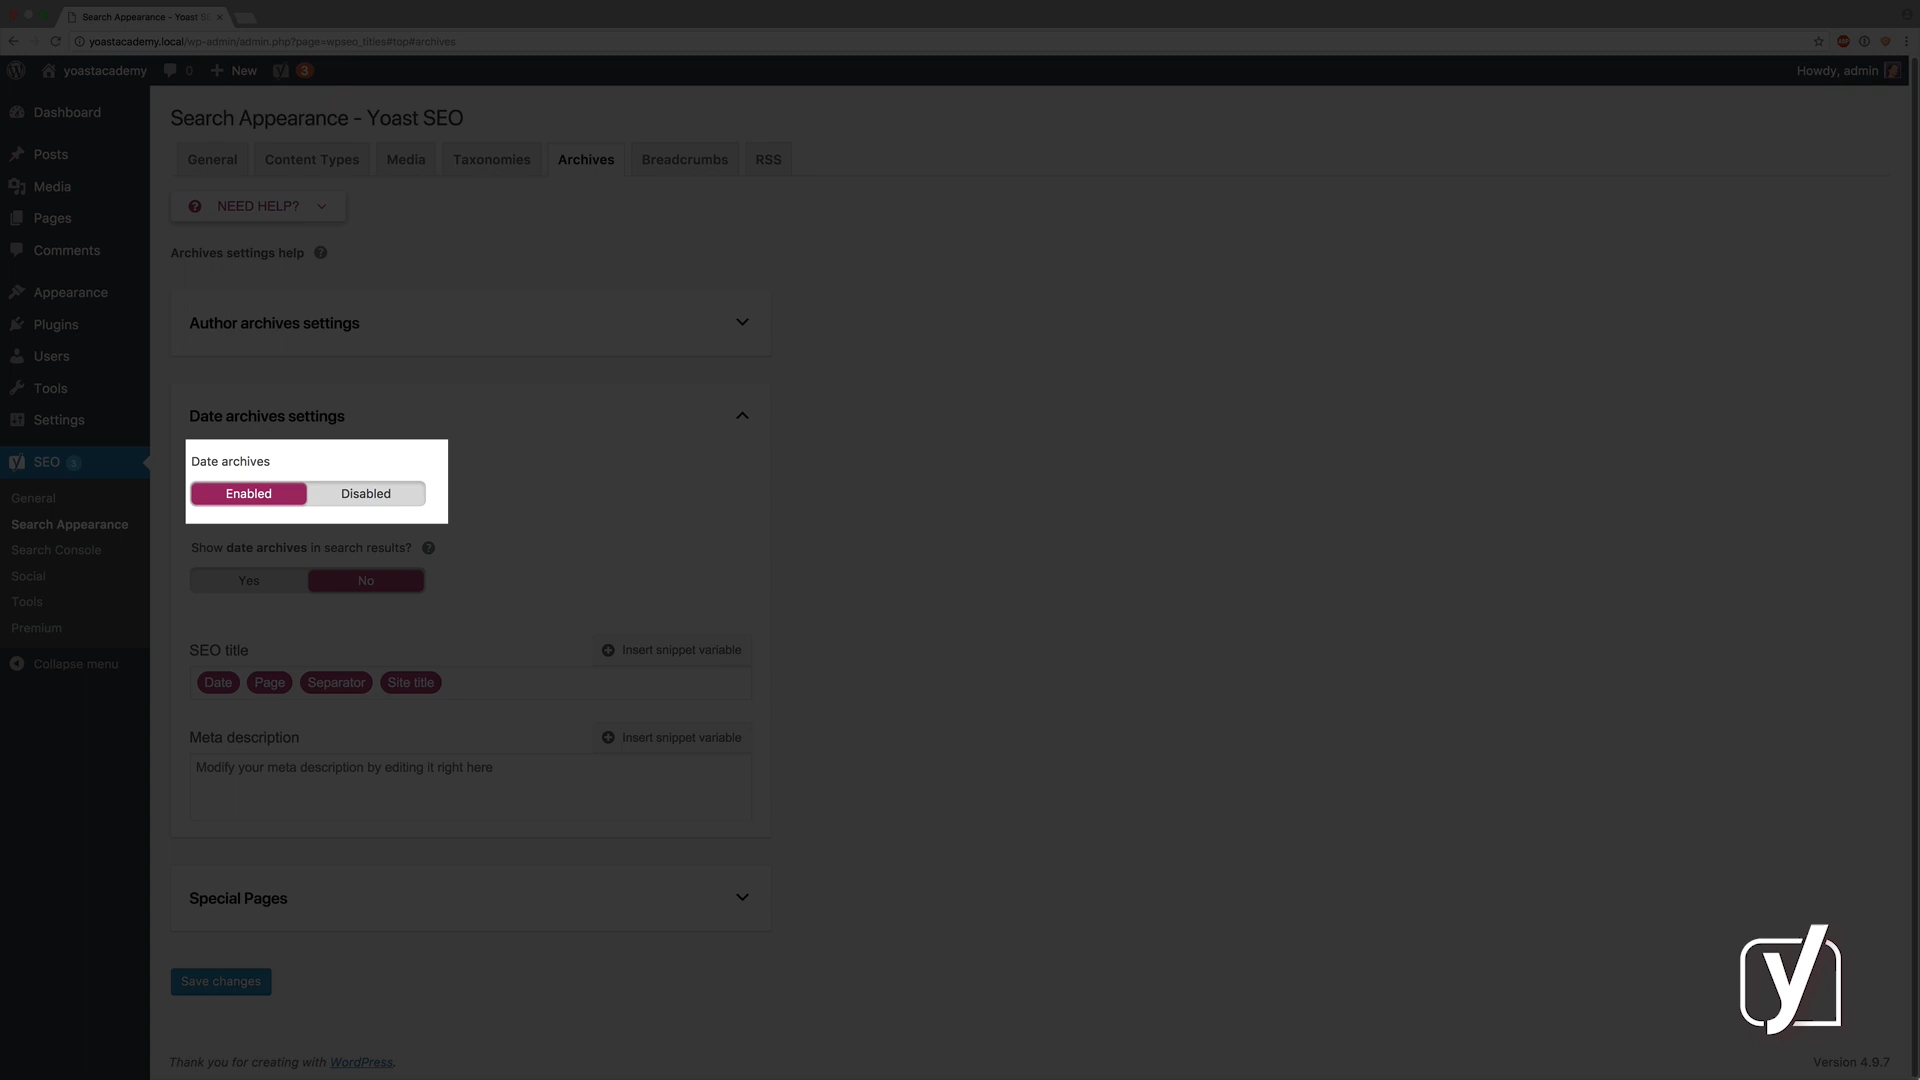 Search Appearance - Yoast S
yoastacademy.local/wp-admin/admin.php?page=wpseo_titles#top#archives
yoastacademy 0 New 3 Howdy, admin
Dashboard
Posts
Media
Pages
Comments
Appearance
Plugins
Users
Tools
Settings
SEO 3
General
Search Appearance
Search Console
Social
Tools
Premium
Collapse menu
Search Appearance - Yoast SEO
General Content Types Media Taxonomies Archives Breadcrumbs RSS
NEED HELP?
Archives settings help
Author archives settings
Date archives settings
Date archives
Enabled Disabled
Show date archives in search results?
Yes No
SEO title Insert snippet variable
Date Page Separator Site title
Meta description Insert snippet variable
Modify your meta description by editing it right here
Special Pages
Save changes
Thank you for creating with WordPress. Version 4.9.7